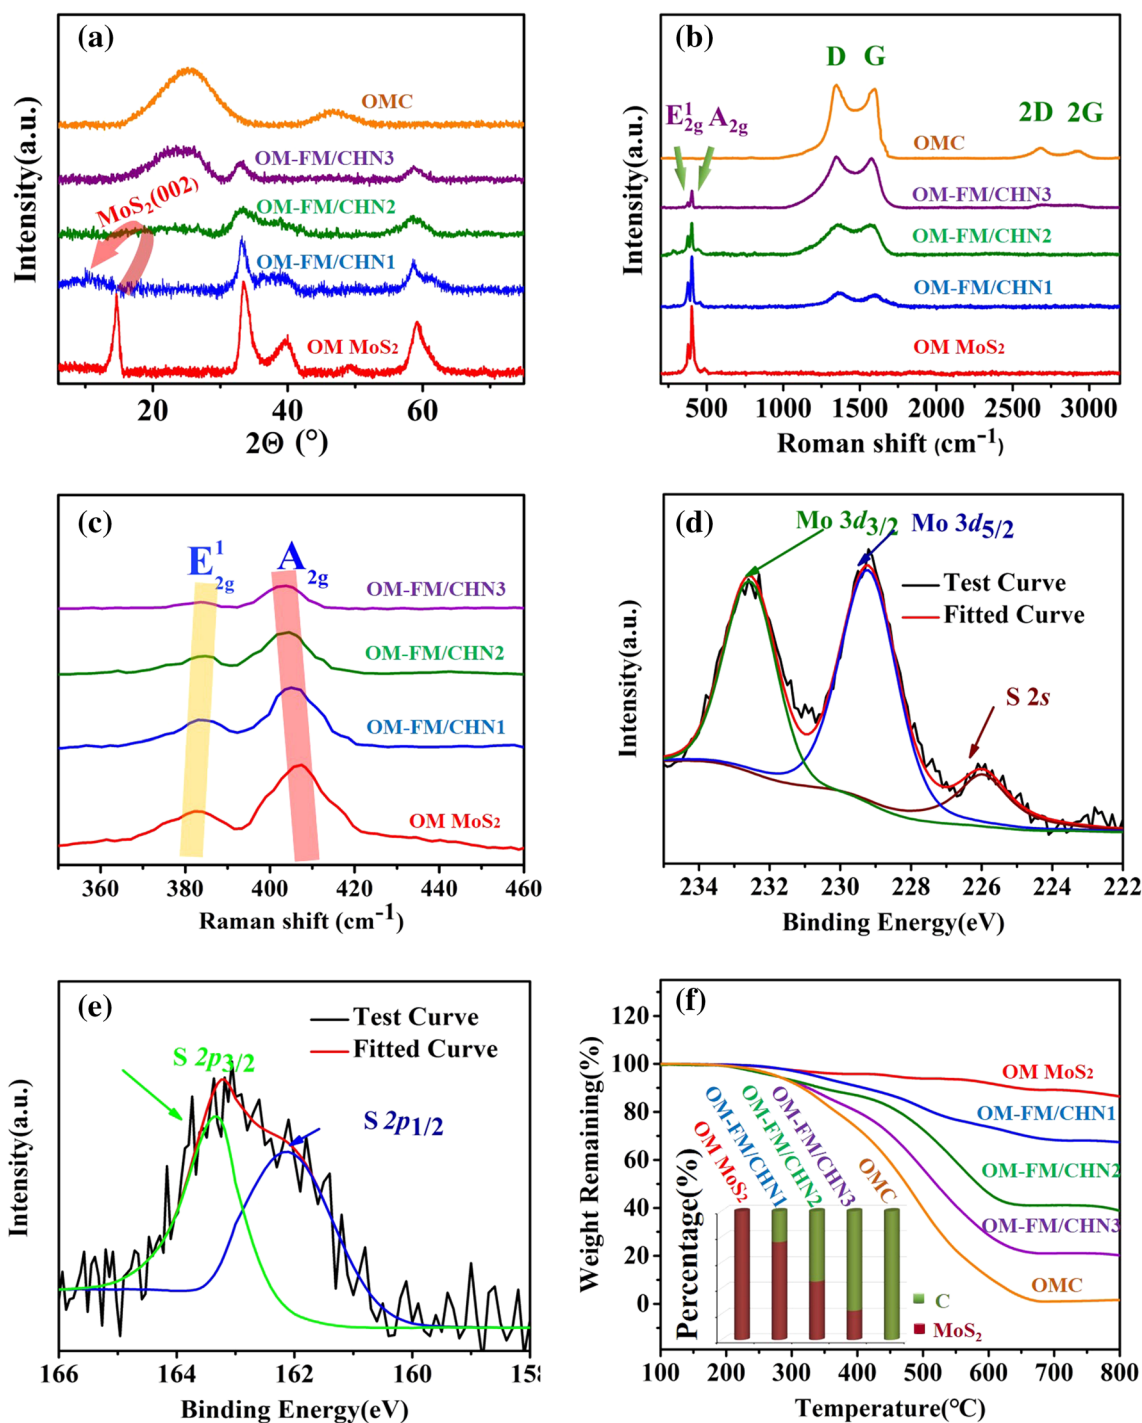 (a)
OMC
OM-FM/CHN3
MoS2(002)
OM-FM/CHN2
OM-FM/CHN1
OM MoS2
Intensity(a.u.)
20 40 60
2Θ (°)
(b)
D G
E¹2g A2g
2D 2G
OMC
OM-FM/CHN3
OM-FM/CHN2
OM-FM/CHN1
OM MoS2
Intensity(a.u.)
500 1000 1500 2000 2500 3000
Roman shift (cm⁻¹)
(c)
E¹2g A2g
OM-FM/CHN3
OM-FM/CHN2
OM-FM/CHN1
OM MoS2
360 380 400 420 440 460
Raman shift (cm⁻¹)
(d)
Mo 3d3/2 Mo 3d5/2
Test Curve
Fitted Curve
S 2s
Intensity(a.u.)
234 232 230 228 226 224 222
Binding Energy(eV)
(e)
Test Curve
Fitted Curve
S 2p3/2
S 2p1/2
Intensity(a.u.)
166 164 162 160 158
Binding Energy(eV)
(f)
120
100
80
60
40
20
0
Weight Remaining(%)
OM MoS2
OM-FM/CHN1
OM-FM/CHN2
OM-FM/CHN3
OMC
OM MoS2
OM-FM/CHN1
OM-FM/CHN2
OM-FM/CHN3
OMC
Percentage(%)
C
MoS2
100 200 300 400 500 600 700 800
Temperature(°C)